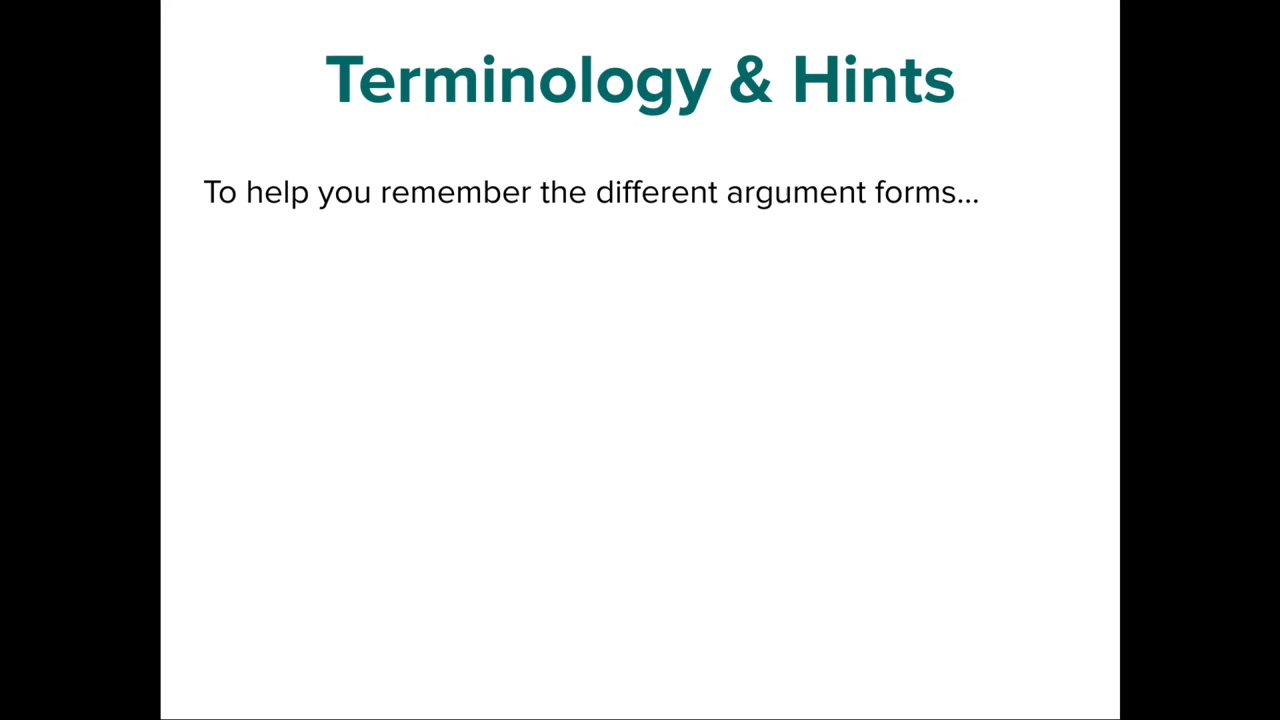 Terminology & Hints
To help you remember the different argument forms...